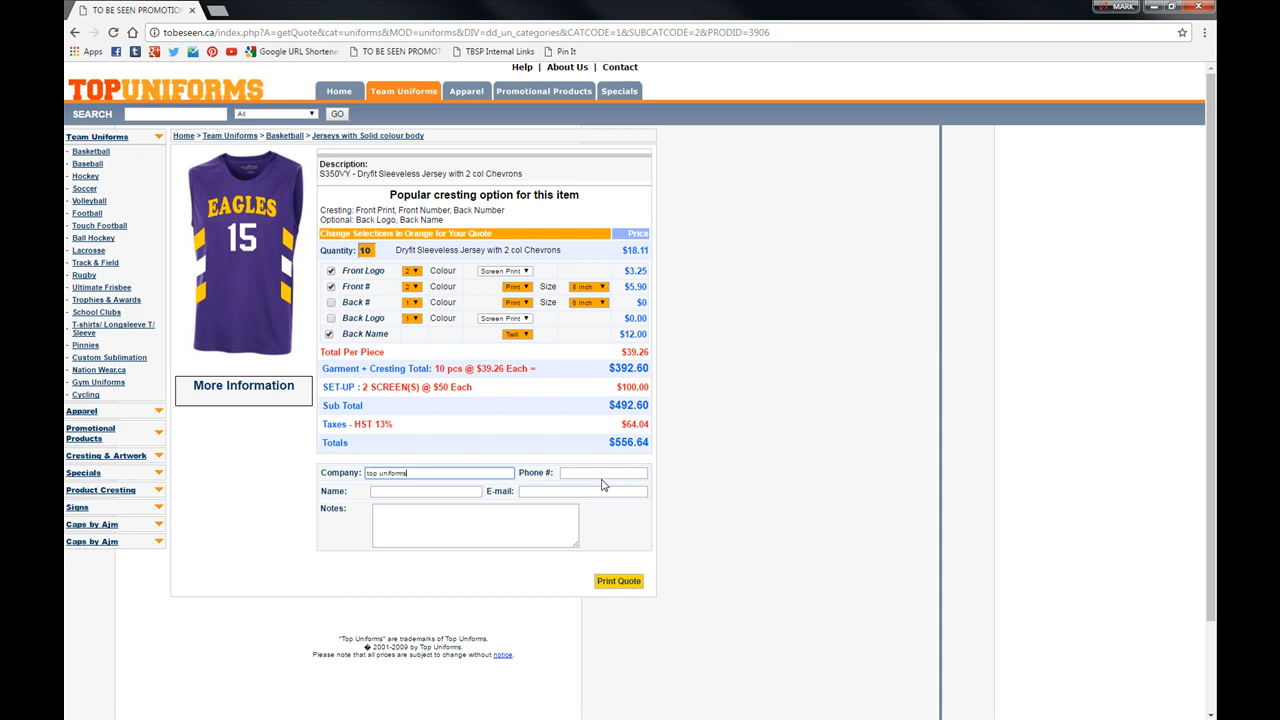 TO BE SEEN PROMOTIO
MARK
tobeseen.ca/index.php?A=getQuote&cat=uniforms&MOD=uniforms&DIV=dd_un_categories&CATCODE=1&SUBCATCODE=2&PRODID=3906
Apps Google URL Shortene TO BE SEEN PROMOT TBSP Internal Links Pin It
Help | About Us | Contact
TOPUNIFORMS
Home Team Uniforms Apparel Promotional Products Specials
SEARCH All GO
Team Uniforms
- Basketball
- Baseball
- Hockey
- Soccer
- Volleyball
- Football
- Touch Football
- Ball Hockey
- Lacrosse
- Track & Field
- Rugby
- Ultimate Frisbee
- Trophies & Awards
- School Clubs
- T-shirts/ Longsleeve T/
Sleeve
- Pinnies
- Custom Sublimation
- Nation Wear.ca
- Gym Uniforms
- Cycling
Apparel
Promotional
Products
Cresting & Artwork
Specials
Product Cresting
Signs
Caps by Ajm
Caps by Ajm
Home > Team Uniforms > Basketball > Jerseys with Solid colour body
EAGLES
15
More Information
Description:
S350VY - Dryfit Sleeveless Jersey with 2 col Chevrons
Popular cresting option for this item
Cresting: Front Print, Front Number, Back Number
Optional: Back Logo, Back Name
Change Selections In Orange for Your Quote Price
Quantity: 10 Dryfit Sleeveless Jersey with 2 col Chevrons $18.11
Front Logo 2 Colour Screen Print $3.25
Front # 2 Colour Print Size 8 Inch $5.90
Back # 1 Colour Print Size 8 Inch $0
Back Logo 1 Colour Screen Print $0.00
Back Name Twill $12.00
Total Per Piece $39.26
Garment + Cresting Total: 10 pcs @ $39.26 Each = $392.60
SET-UP : 2 SCREEN(S) @ $50 Each $100.00
Sub Total $492.60
Taxes - HST 13% $64.04
Totals $556.64
Company: top uniforms Phone #:
Name: E-mail:
Notes:
Print Quote
"Top Uniforms" are trademarks of Top Uniforms.
� 2001-2009 by Top Uniforms.
Please note that all prices are subject to change without notice.